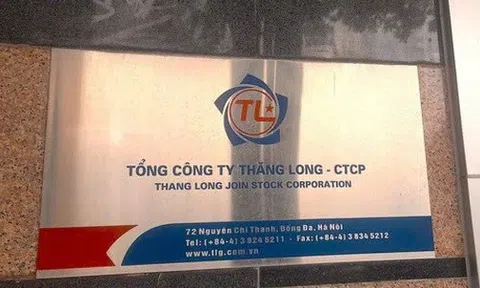 TL
TỔNG CÔNG TY THĂNG LONG - CTCP
THANG LONG JOIN STOCK CORPORATION
72 Nguyễn Chí Thanh, Đống Đa, Hà Nội
Tel: (+84-4) 3 8245211 - Fax: (+84-4) 3 8345212
www.tlg.com.vn